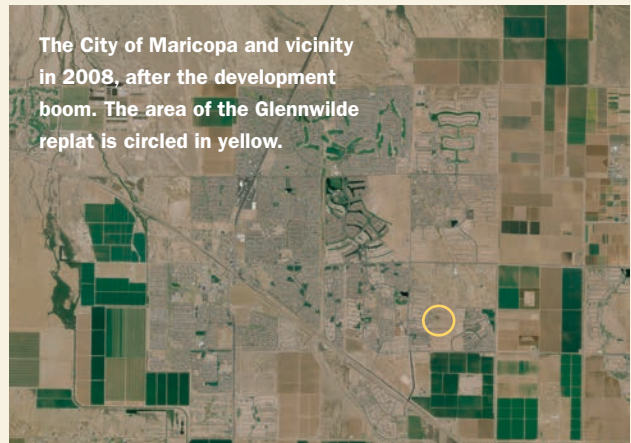 The City of Maricopa and vicinity
in 2008, after the development
boom. The area of the Glennwilde
replat is circled in yellow.